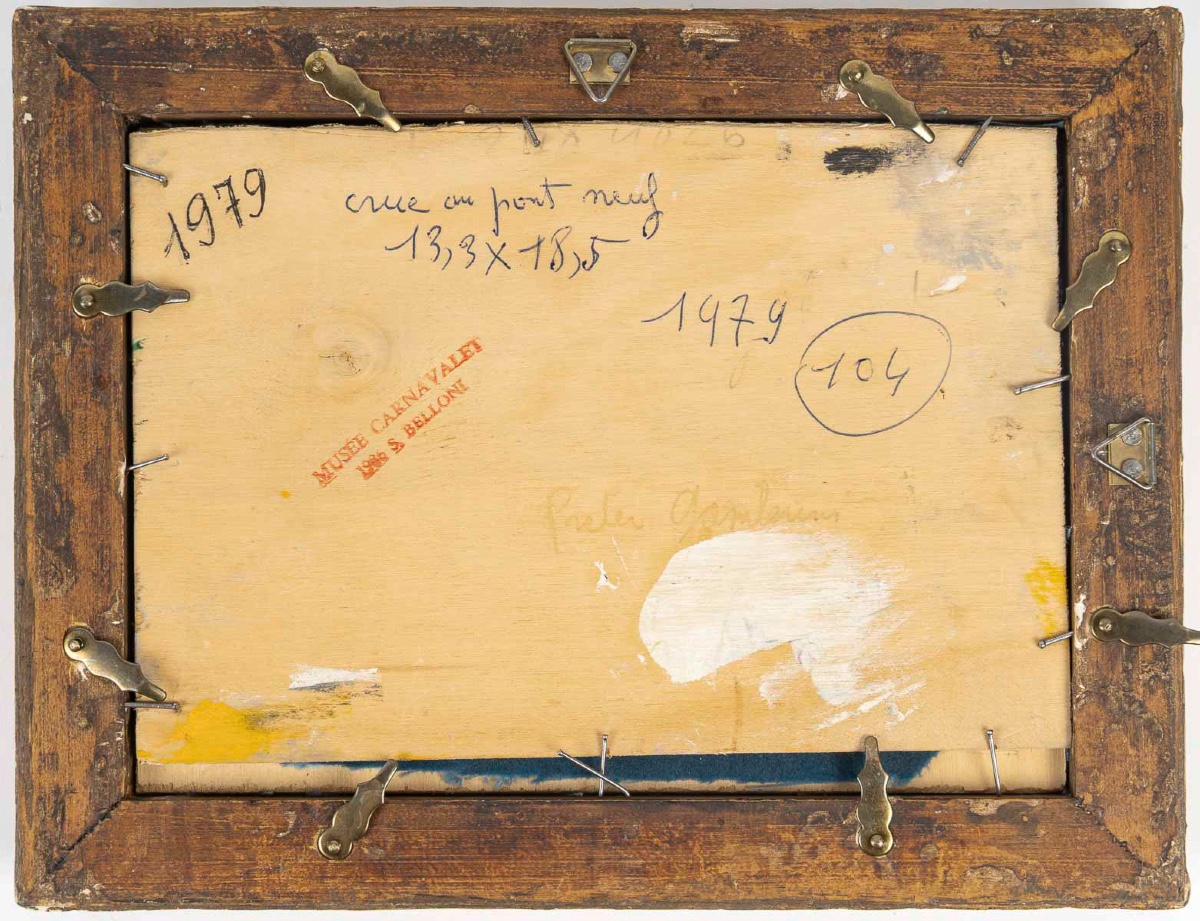 1979
crue au pont neuf
13,3 X 18,5
1979
104
MUSÉE CARNAVALET
1986 S. BELLONI